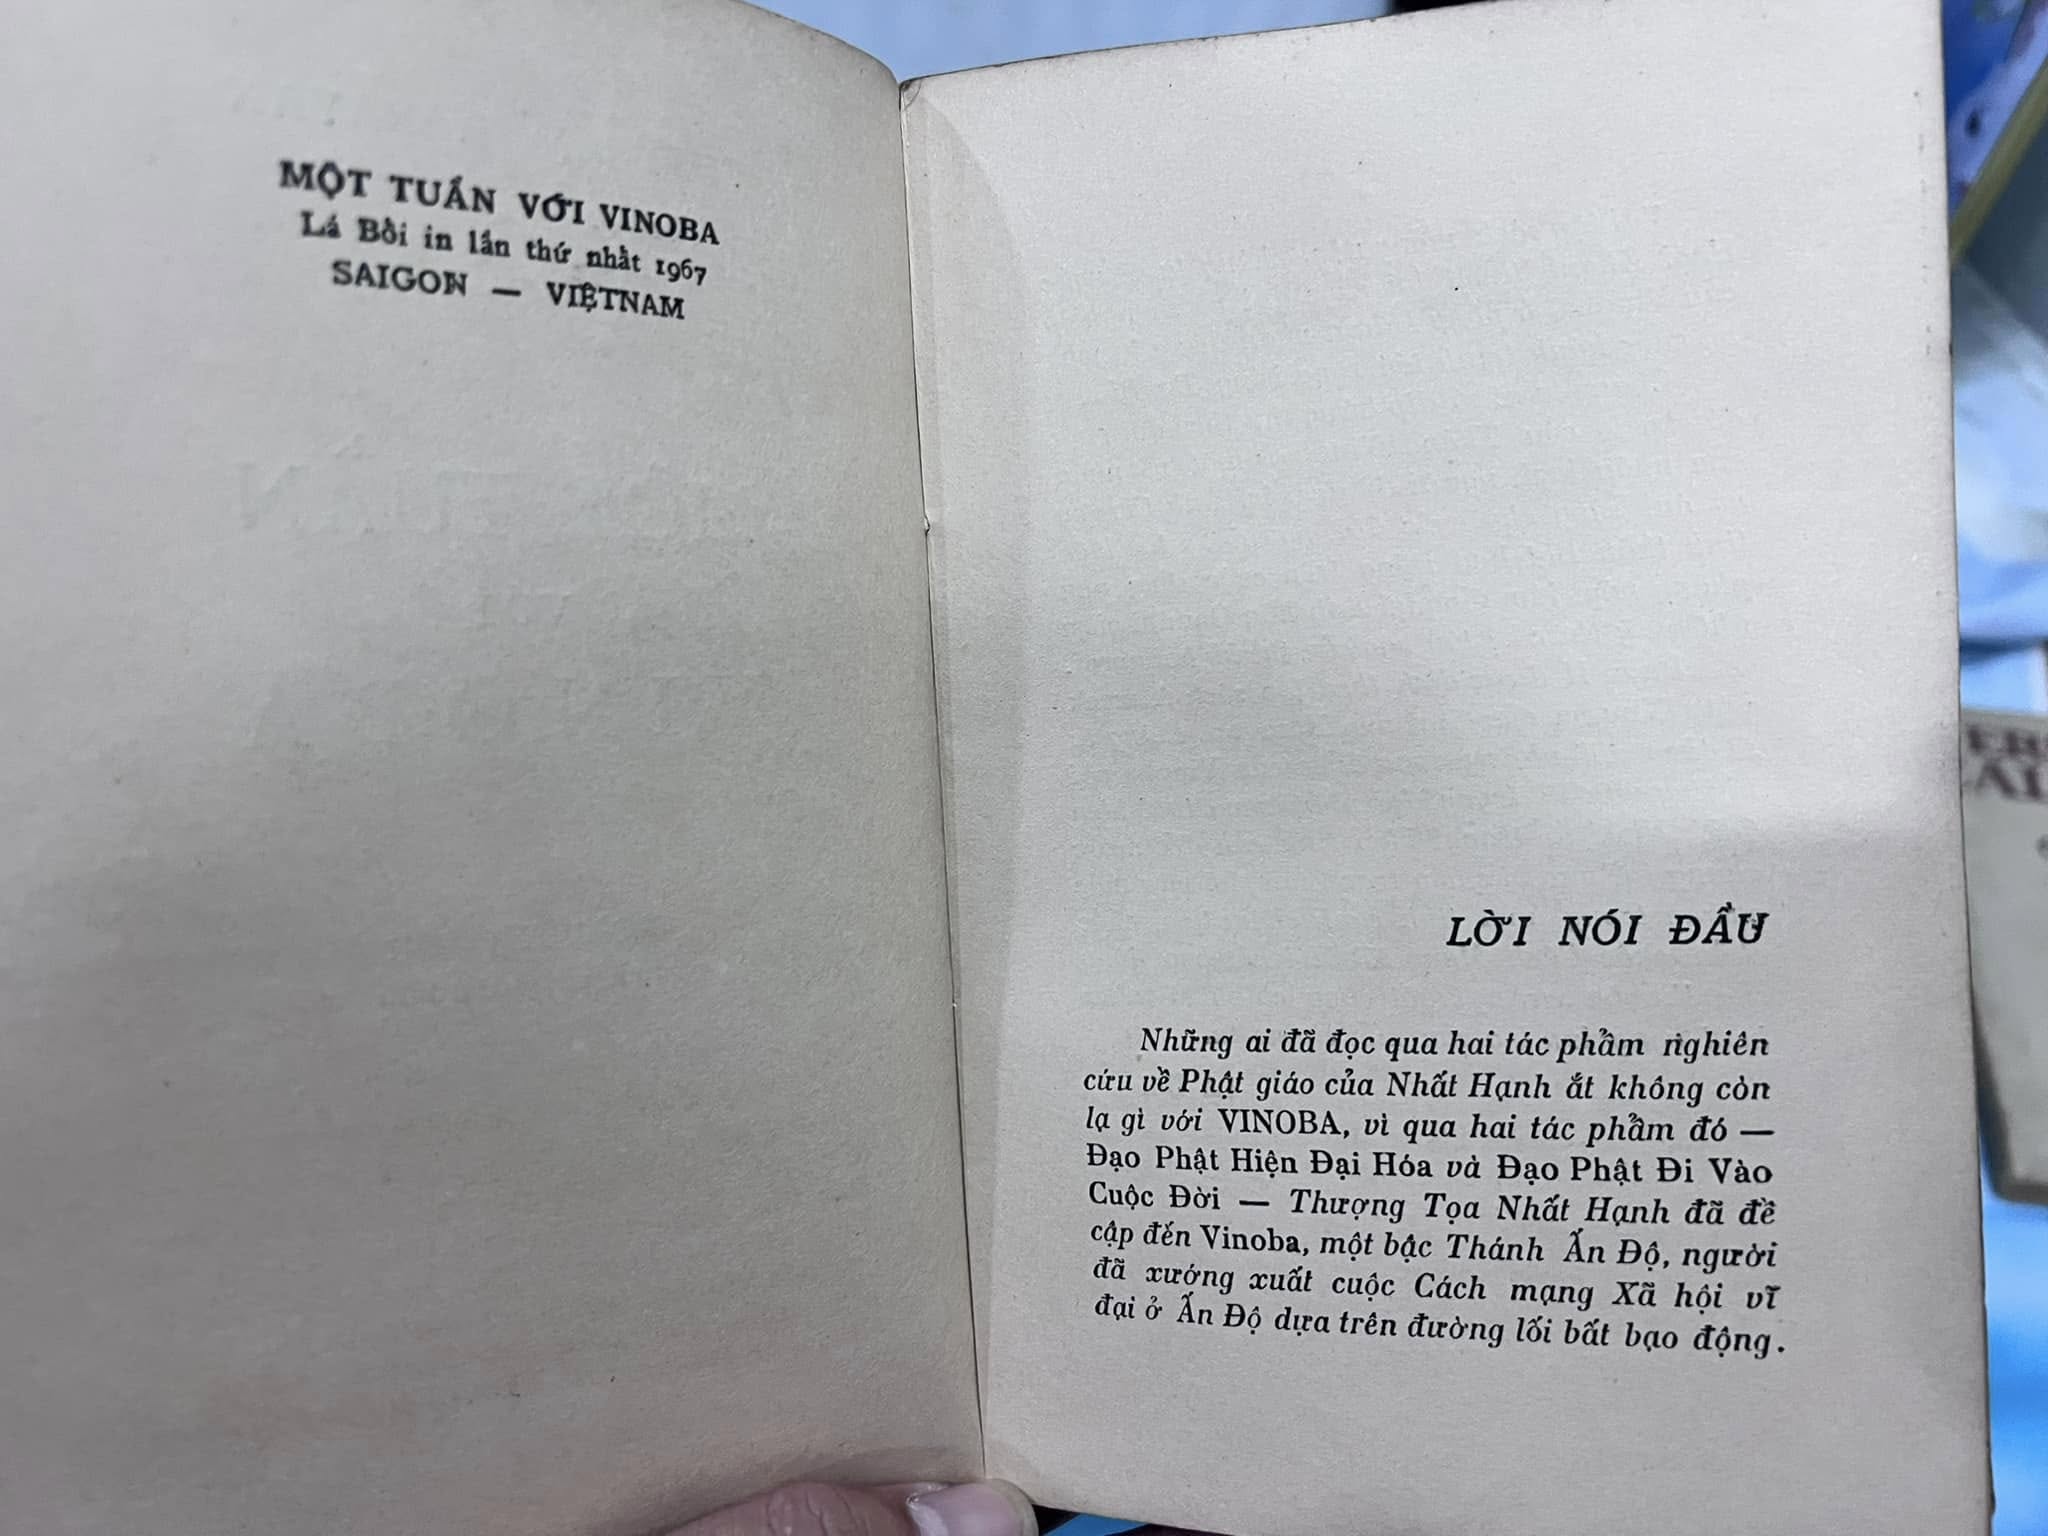 MỘT TUẦN VỚI VINOBA
Lá Bối in lần thứ nhất 1967
SAIGON — VIỆTNAM
LỜI NÓI ĐẦU
Những ai đã đọc qua hai tác phẩm nghiên
cứu về Phật giáo của Nhất Hạnh ắt không còn
lạ gì với VINOBA, vì qua hai tác phẩm đó —
Đạo Phật Hiện Đại Hóa và Đạo Phật Đi Vào
Cuộc Đời — Thượng Tọa Nhất Hạnh đã đề
cập đến Vinoba, một bậc Thánh Ấn Độ, người
đã xướng xuất cuộc Cách mạng Xã hội vĩ
đại ở Ấn Độ dựa trên đường lối bất bạo động.